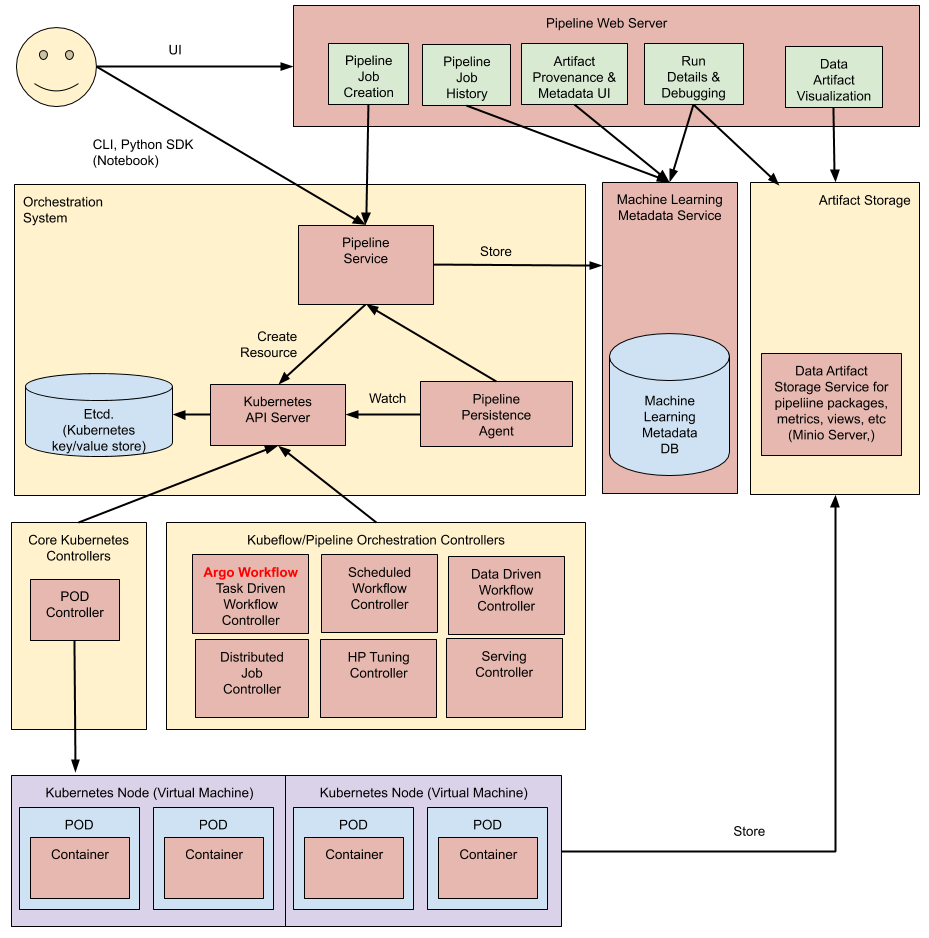 Pipeline Web Server
UI
Pipeline
Job
Creation
Pipeline
Job
History
Artifact
Provenance &
Metadata UI
Run
Details &
Debugging
Data
Artifact
Visualization
CLI, Python SDK
(Notebook)
Orchestration
System
Pipeline
Service
Store
Machine Learning
Metadata Service
Artifact Storage
Create
Resource
Etcd.
(Kubernetes
key/value store)
Kubernetes
API Server
Watch
Pipeline
Persistence
Agent
Machine
Learning
Metadata
DB
Data Artifact
Storage Service for
pipeliine packages,
metrics, views, etc
(Minio Server,)
Core Kubernetes
Controllers
POD
Controller
Kubeflow/Pipeline Orchestration Controllers
Argo Workflow
Task Driven
Workflow
Controller
Scheduled
Workflow
Controller
Data Driven
Workflow
Controller
Distributed
Job
Controller
HP Tuning
Controller
Serving
Controller
Kubernetes Node (Virtual Machine)
POD
Container
POD
Container
Kubernetes Node (Virtual Machine)
POD
Container
POD
Container
Store